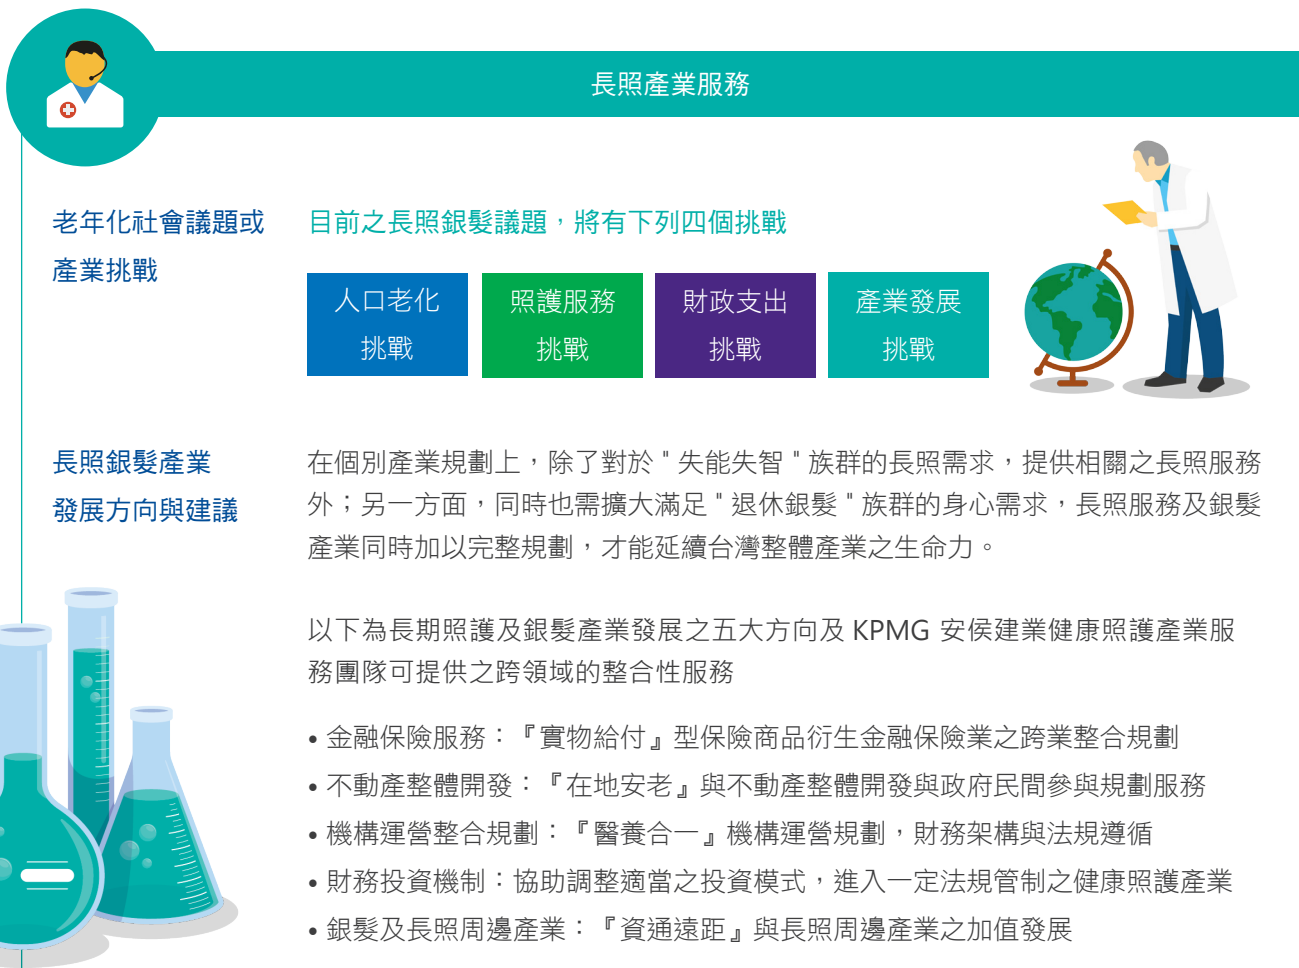 長照產業服務
老年化社會議題或
產業挑戰
目前之長照銀髮議題，將有下列四個挑戰
人口老化
挑戰
照護服務
挑戰
財政支出
挑戰
產業發展
挑戰
長照銀髮產業
發展方向與建議
在個別產業規劃上，除了對於 " 失能失智 " 族群的長照需求，提供相關之長照服務
外；另一方面，同時也需擴大滿足 " 退休銀髮 " 族群的身心需求，長照服務及銀髮
產業同時加以完整規劃，才能延續台灣整體產業之生命力。
以下為長期照護及銀髮產業發展之五大方向及 KPMG 安侯建業健康照護產業服
務團隊可提供之跨領域的整合性服務
• 金融保險服務：『實物給付』型保險商品衍生金融保險業之跨業整合規劃
• 不動產整體開發：『在地安老』與不動產整體開發與政府民間參與規劃服務
• 機構運營整合規劃：『醫養合一』機構運營規劃，財務架構與法規遵循
• 財務投資機制：協助調整適當之投資模式，進入一定法規管制之健康照護產業
• 銀髮及長照周邊產業：『資通遠距』與長照周邊產業之加值發展